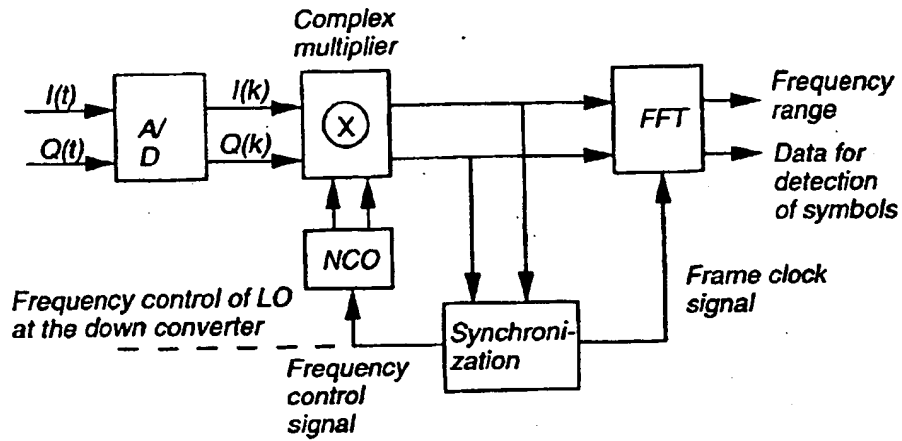 Complex
multiplier
I(t)
Q(t)
A/
D
I(k)
Q(k)
X
FFT
Frequency
range
Data for
detection
of symbols
NCO
Frame clock
signal
Frequency control of LO
at the down converter
Synchroni-
zation
Frequency
control
signal